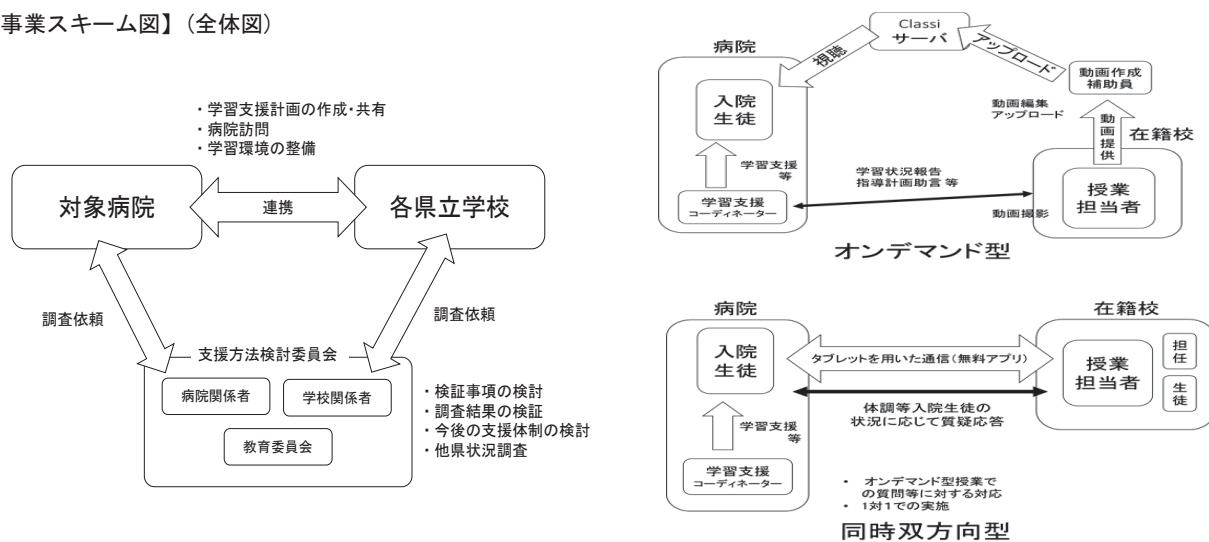 事業スキーム図】（全体図）
・学習支援計画の作成・共有
・病院訪問
・学習環境の整備
対象病院
連携
各県立学校
調査依頼
調査依頼
支援方法検討委員会
病院関係者
学校関係者
教育委員会
・検証事項の検討
・調査結果の検証
・今後の支援体制の検討
・他県状況調査
Classi
サーバ
病院
視聴
アップロード
動画作成
補助員
入院
生徒
動画編集
アップロード
動画提供
在籍校
学習支援
等
学習状況報告
指導計画助言 等
授業
担当者
学習支援
コーディネーター
動画撮影
オンデマンド型
病院
在籍校
入院
生徒
タブレットを用いた通信（無料アプリ）
授業
担当者
担任
生徒
体調等入院生徒の
状況に応じて質疑応答
学習支援
等
学習支援
コーディネーター
・ オンデマンド型授業で
の質問等に対する対応
・ 1対1での実施
同時双方向型